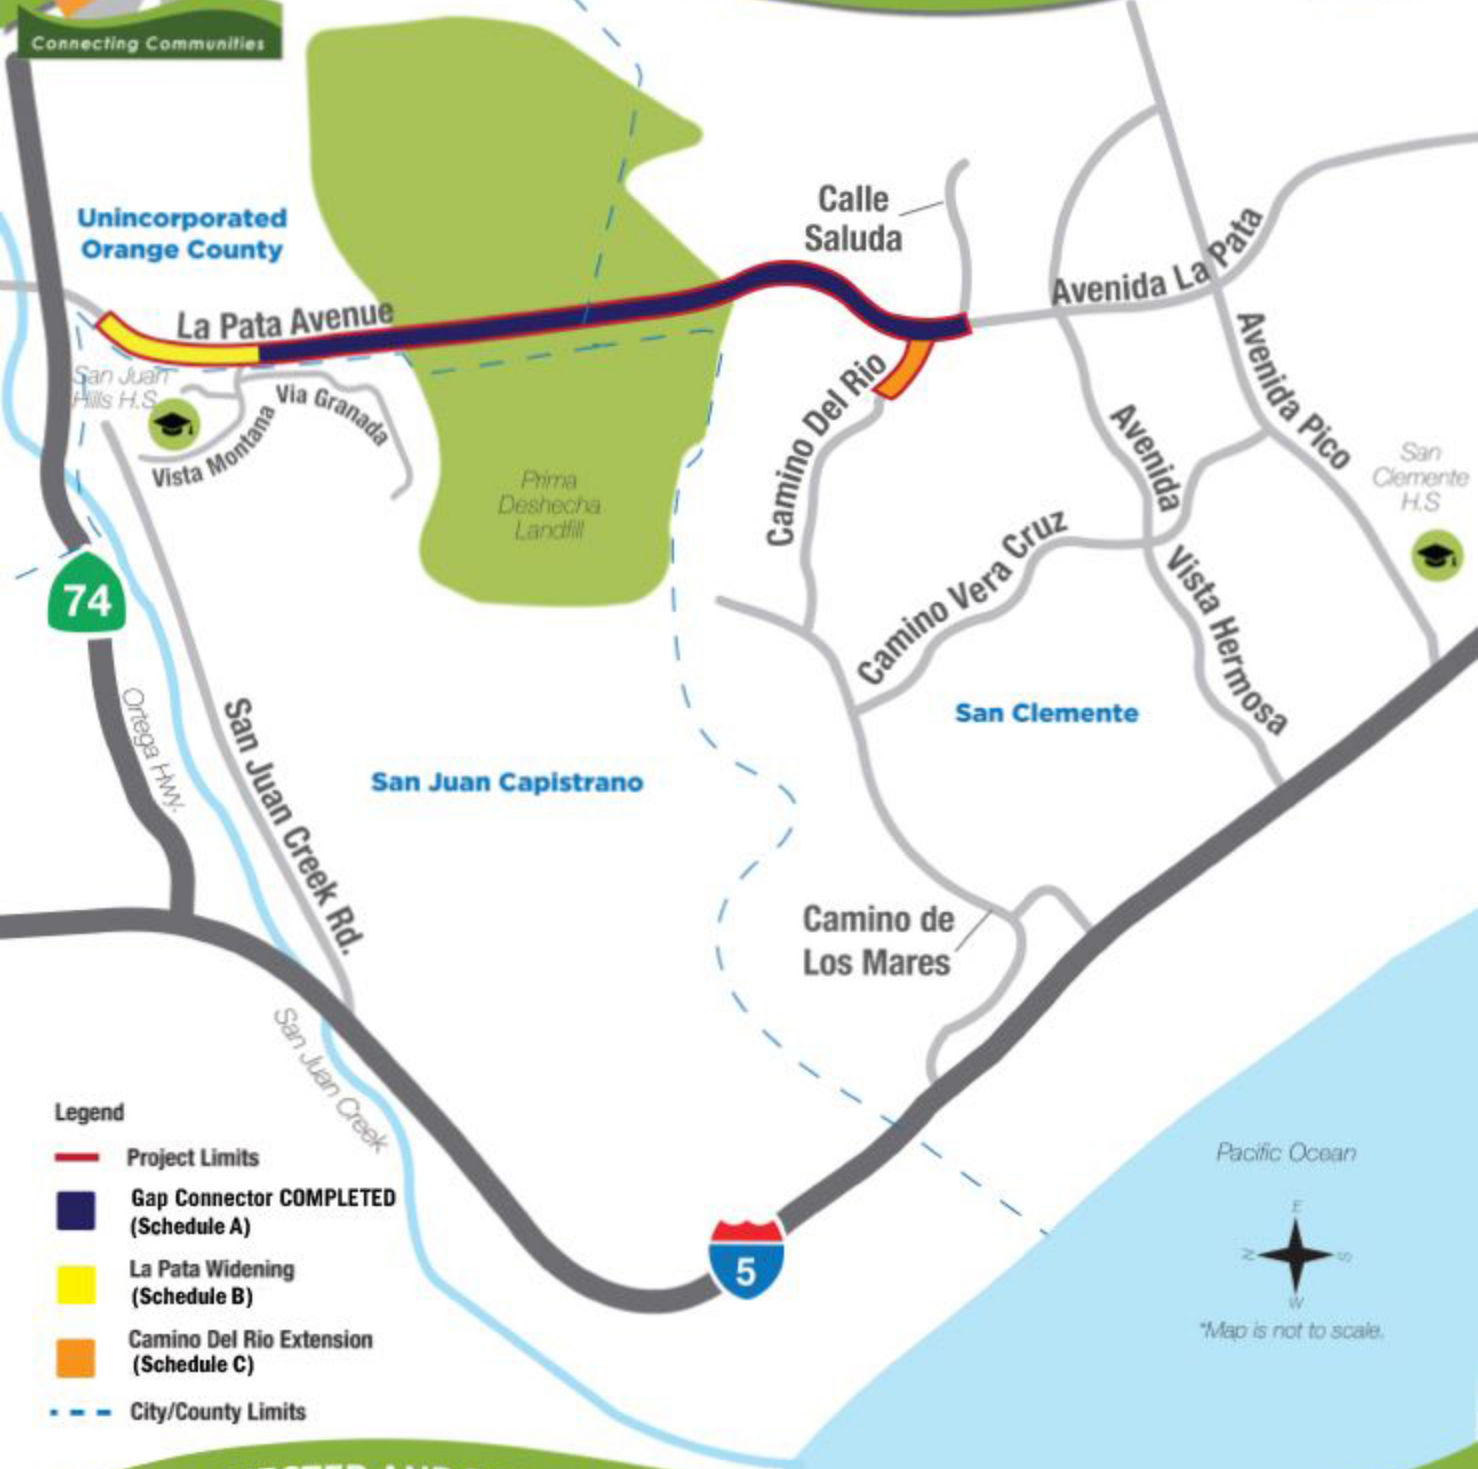 Connecting Communities
Unincorporated
Orange County
Calle
Saluda
La Pata Avenue
Avenida La Pata
San Juan
Hills H.S.
Via Granada
Vista Montana
Camino Del Rio
Avenida Pico
Avenida
San
Clemente
H.S
Prima
Deshecha
Landfill
Camino Vera Cruz
Vista Hermosa
74
Ortega Hwy.
San Juan Creek Rd.
San Clemente
San Juan Capistrano
Camino de
Los Mares
San Juan Creek
Legend
Project Limits
Gap Connector COMPLETED
(Schedule A)
La Pata Widening
(Schedule B)
Camino Del Rio Extension
(Schedule C)
City/County Limits
5
Pacific Ocean
E
N
S
W
*Map is not to scale.